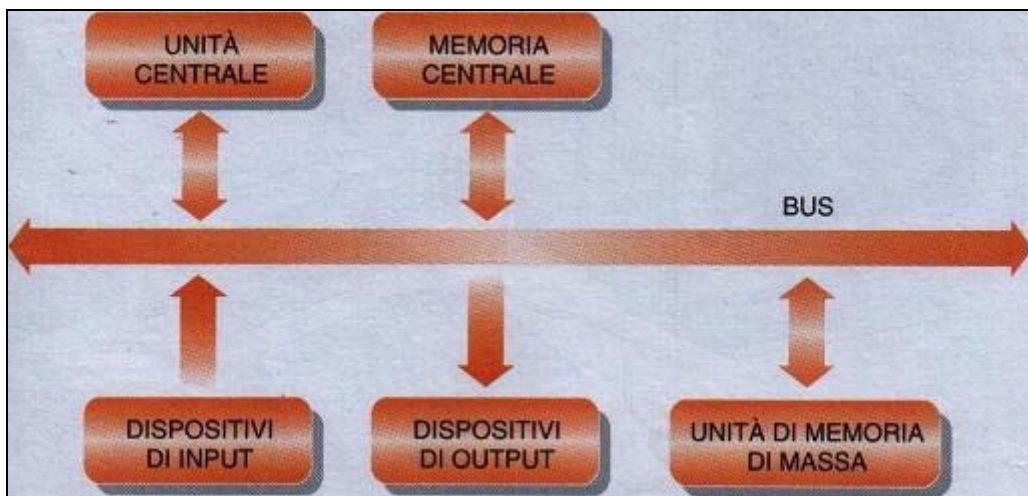 UNITÀ
CENTRALE
MEMORIA
CENTRALE
BUS
DISPOSITIVI
DI INPUT
DISPOSITIVI
DI OUTPUT
UNITÀ DI MEMORIA
DI MASSA